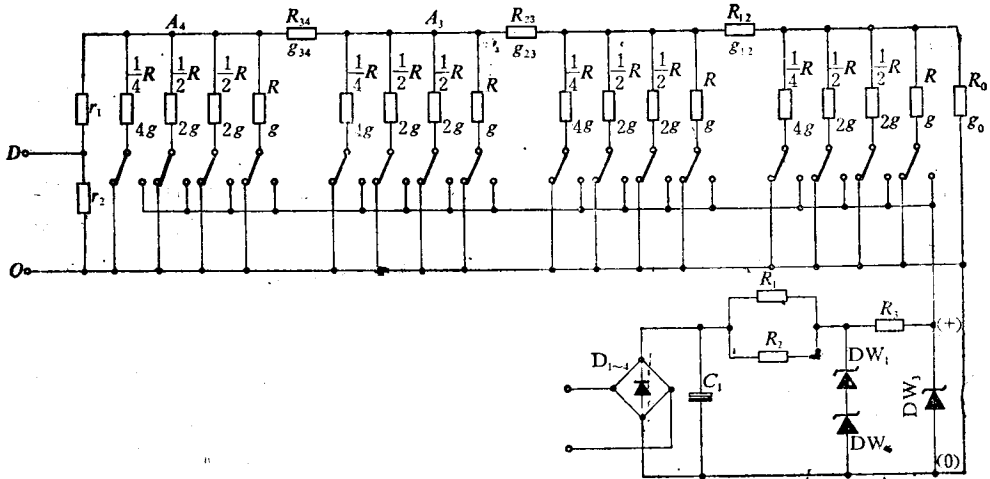 A₄ R₃₄ A₃ R₂₃ R₁₂
g₃₄ g₂₃ g₁₂
¼R ½R ½R R ¼R ½R ½R R ¼R ½R ½R R ¼R ½R ½R R R₀
r₁ 4g 2g 2g g 4g 2g 2g g 4g 2g 2g g 4g 2g 2g g g₀
D
r₂
O
R₁
R₂ R₃ (+)
D₁~₄ C₁ DW₁ DW₃
DW
(0)